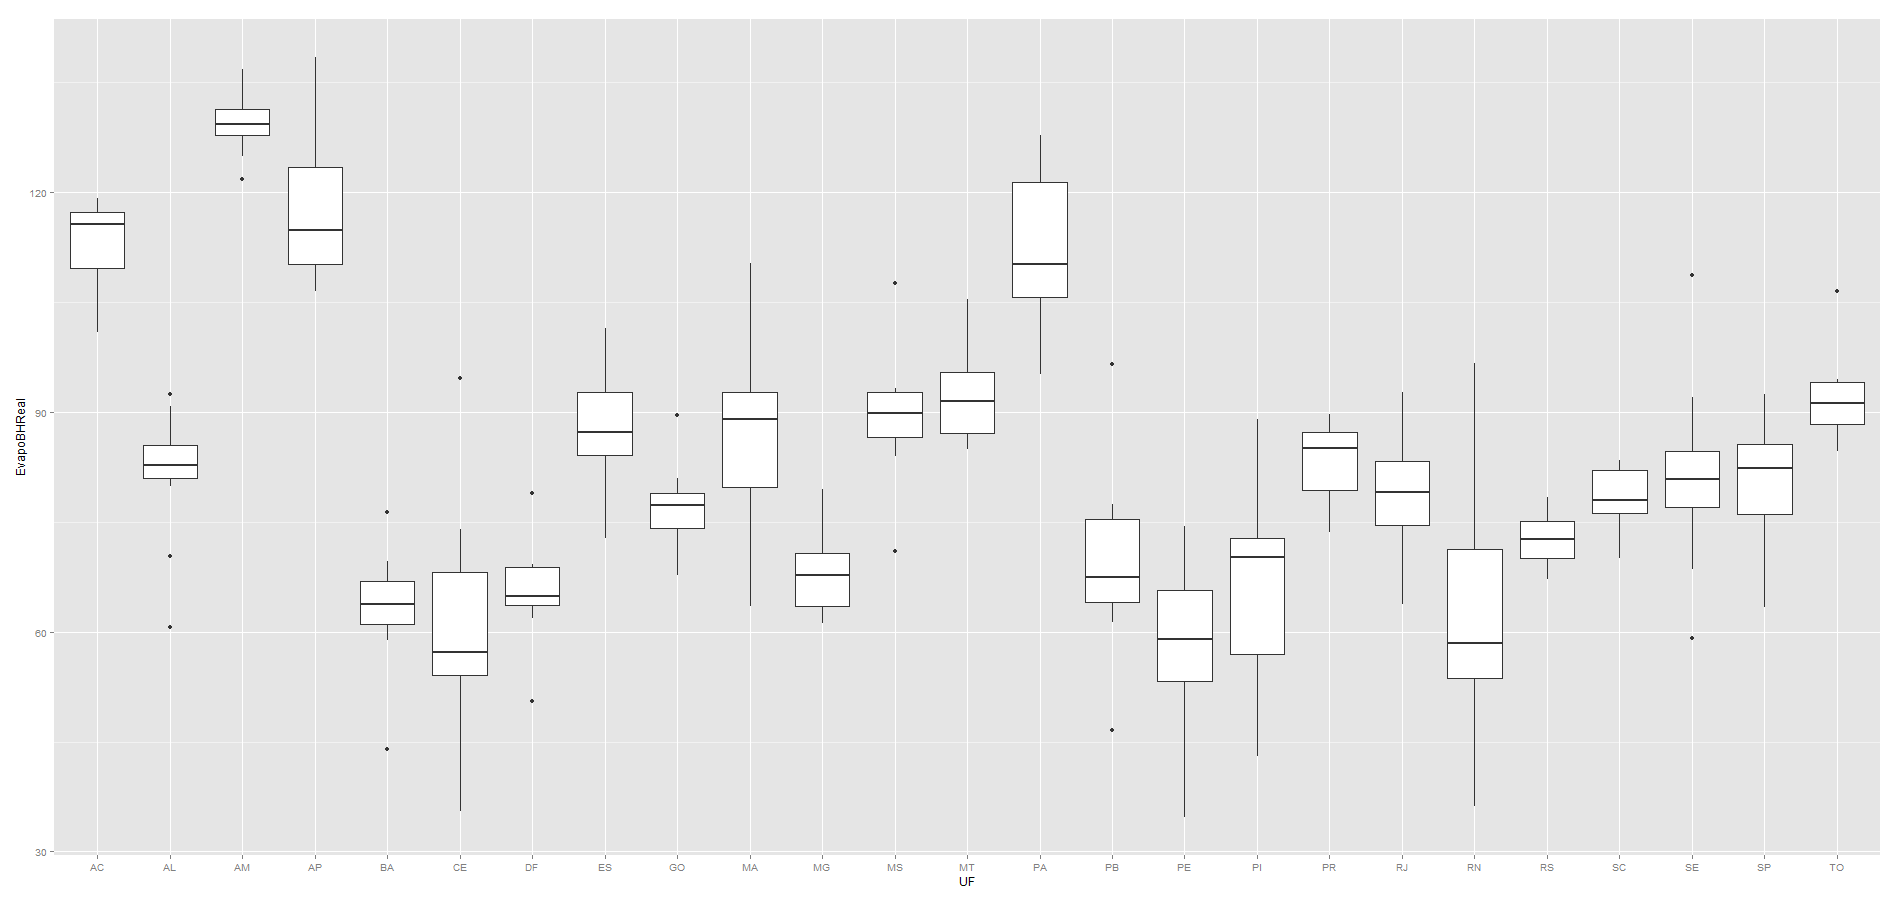 EvapoBHReal
120
90
60
30
AC AL AM AP BA CE DF ES GO MA MG MS MT PA PB PE PI PR RJ RN RS SC SE SP TO
UF